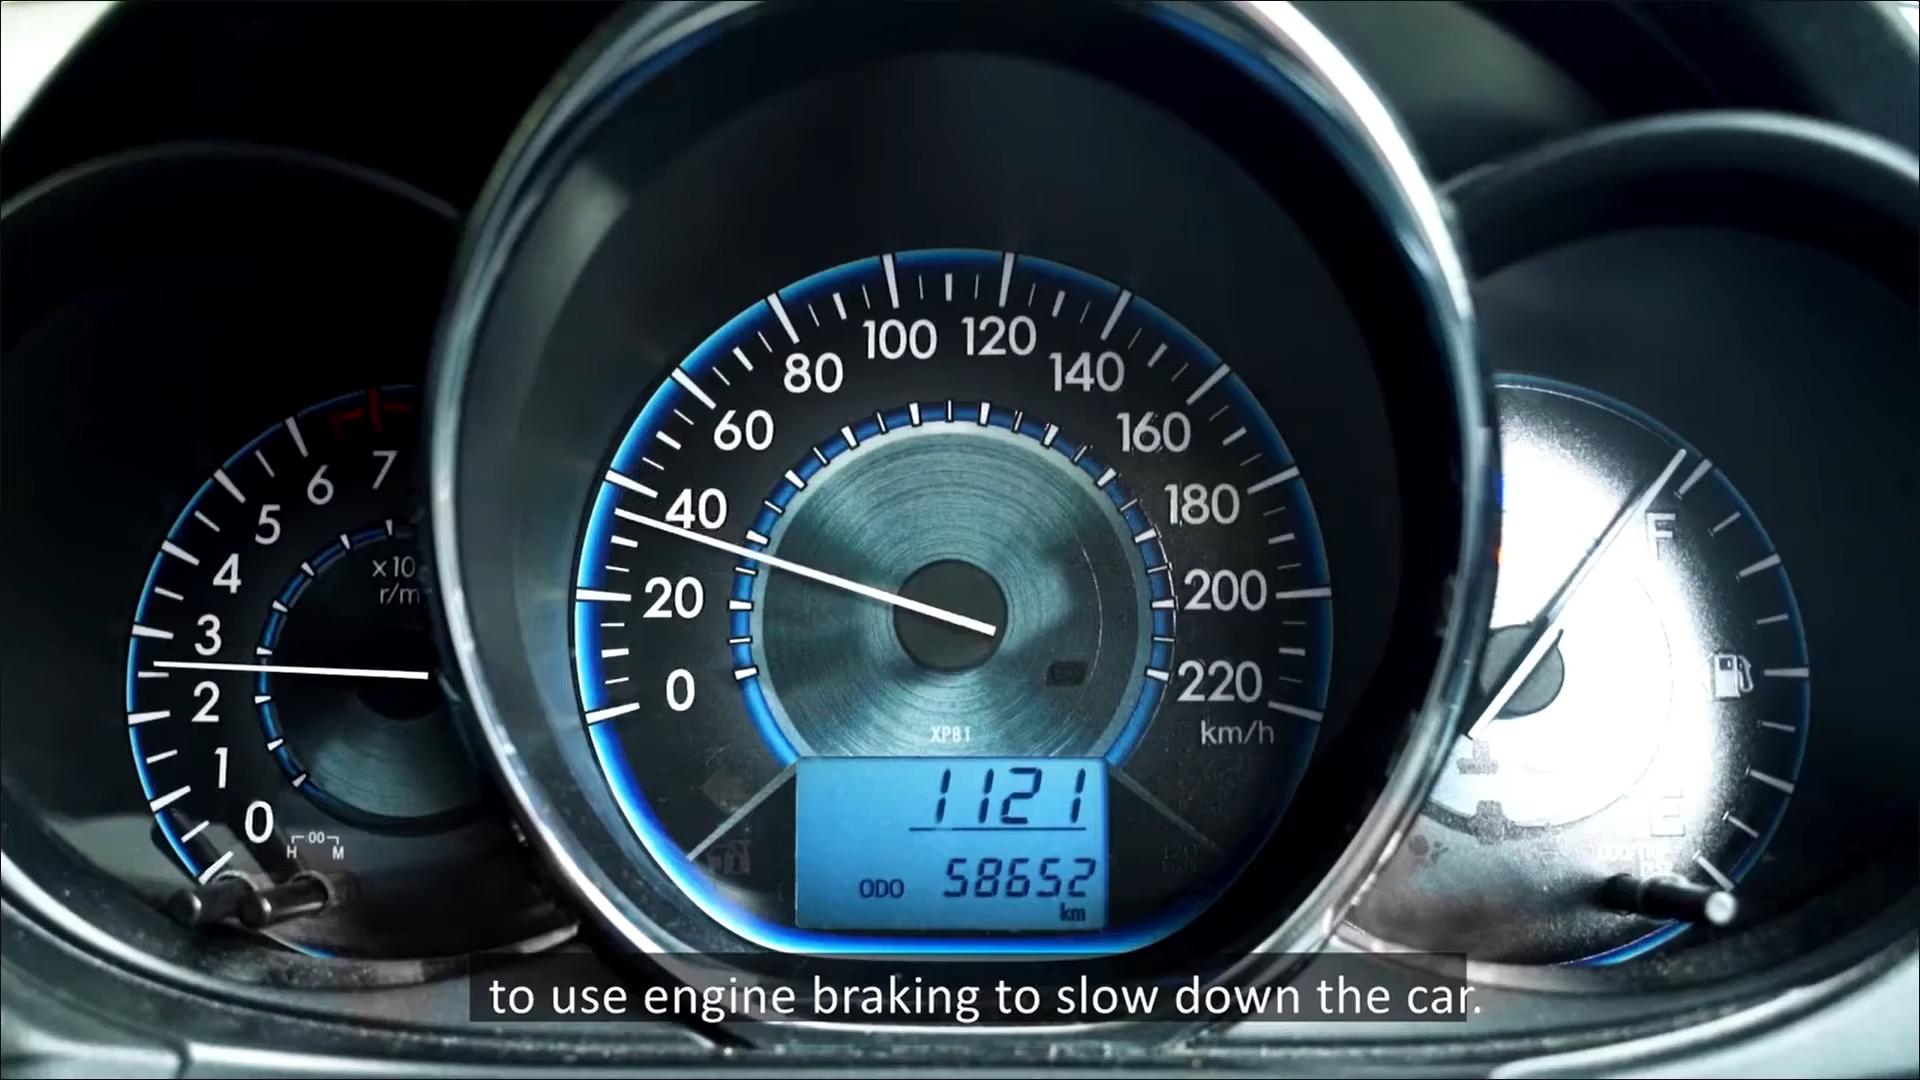 100 120
80 140
60 160
40 180
20 200
0 220
km/h
7
6
5
4
3
2
1
0
x10
r/m
00
H M
F
E
XP81
1121
ODO 58652
km
to use engine braking to slow down the car.